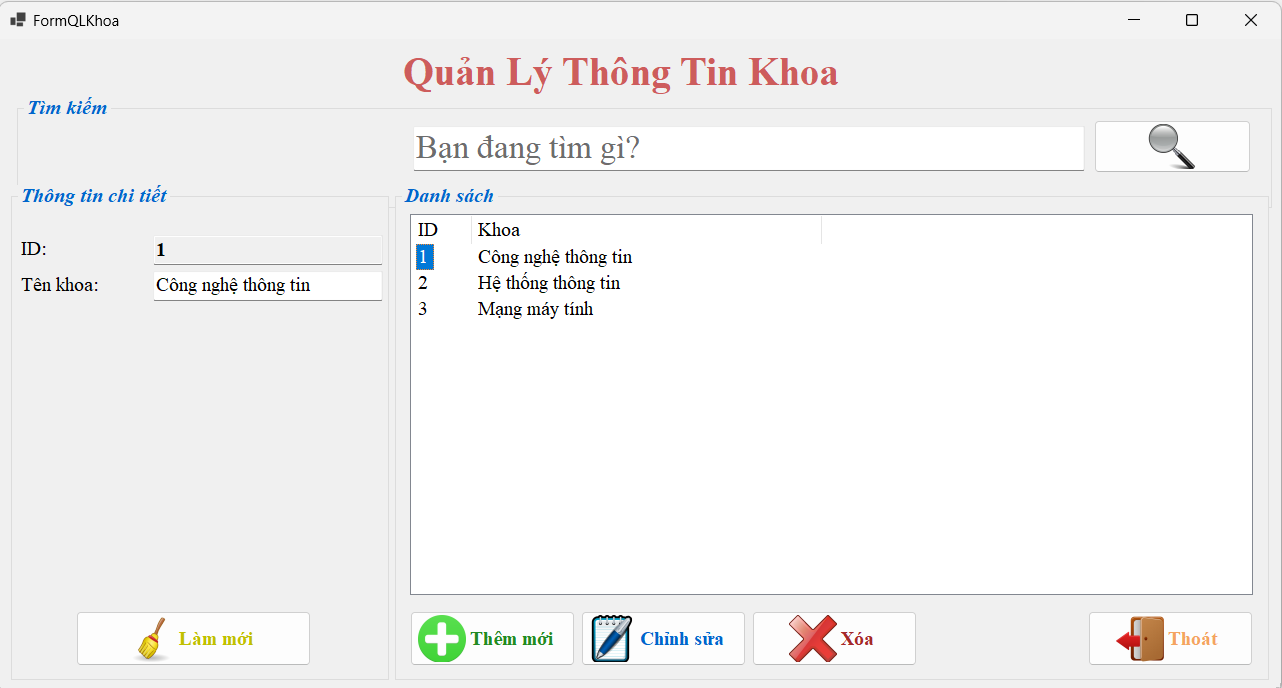 FormQLKhoa
Quản Lý Thông Tin Khoa
Tìm kiếm
Bạn đang tìm gì?
Thông tin chi tiết
ID: 1
Tên khoa: Công nghệ thông tin
Làm mới
Danh sách
ID Khoa
1 Công nghệ thông tin
2 Hệ thống thông tin
3 Mạng máy tính
Thêm mới
Chỉnh sửa
Xóa
Thoát